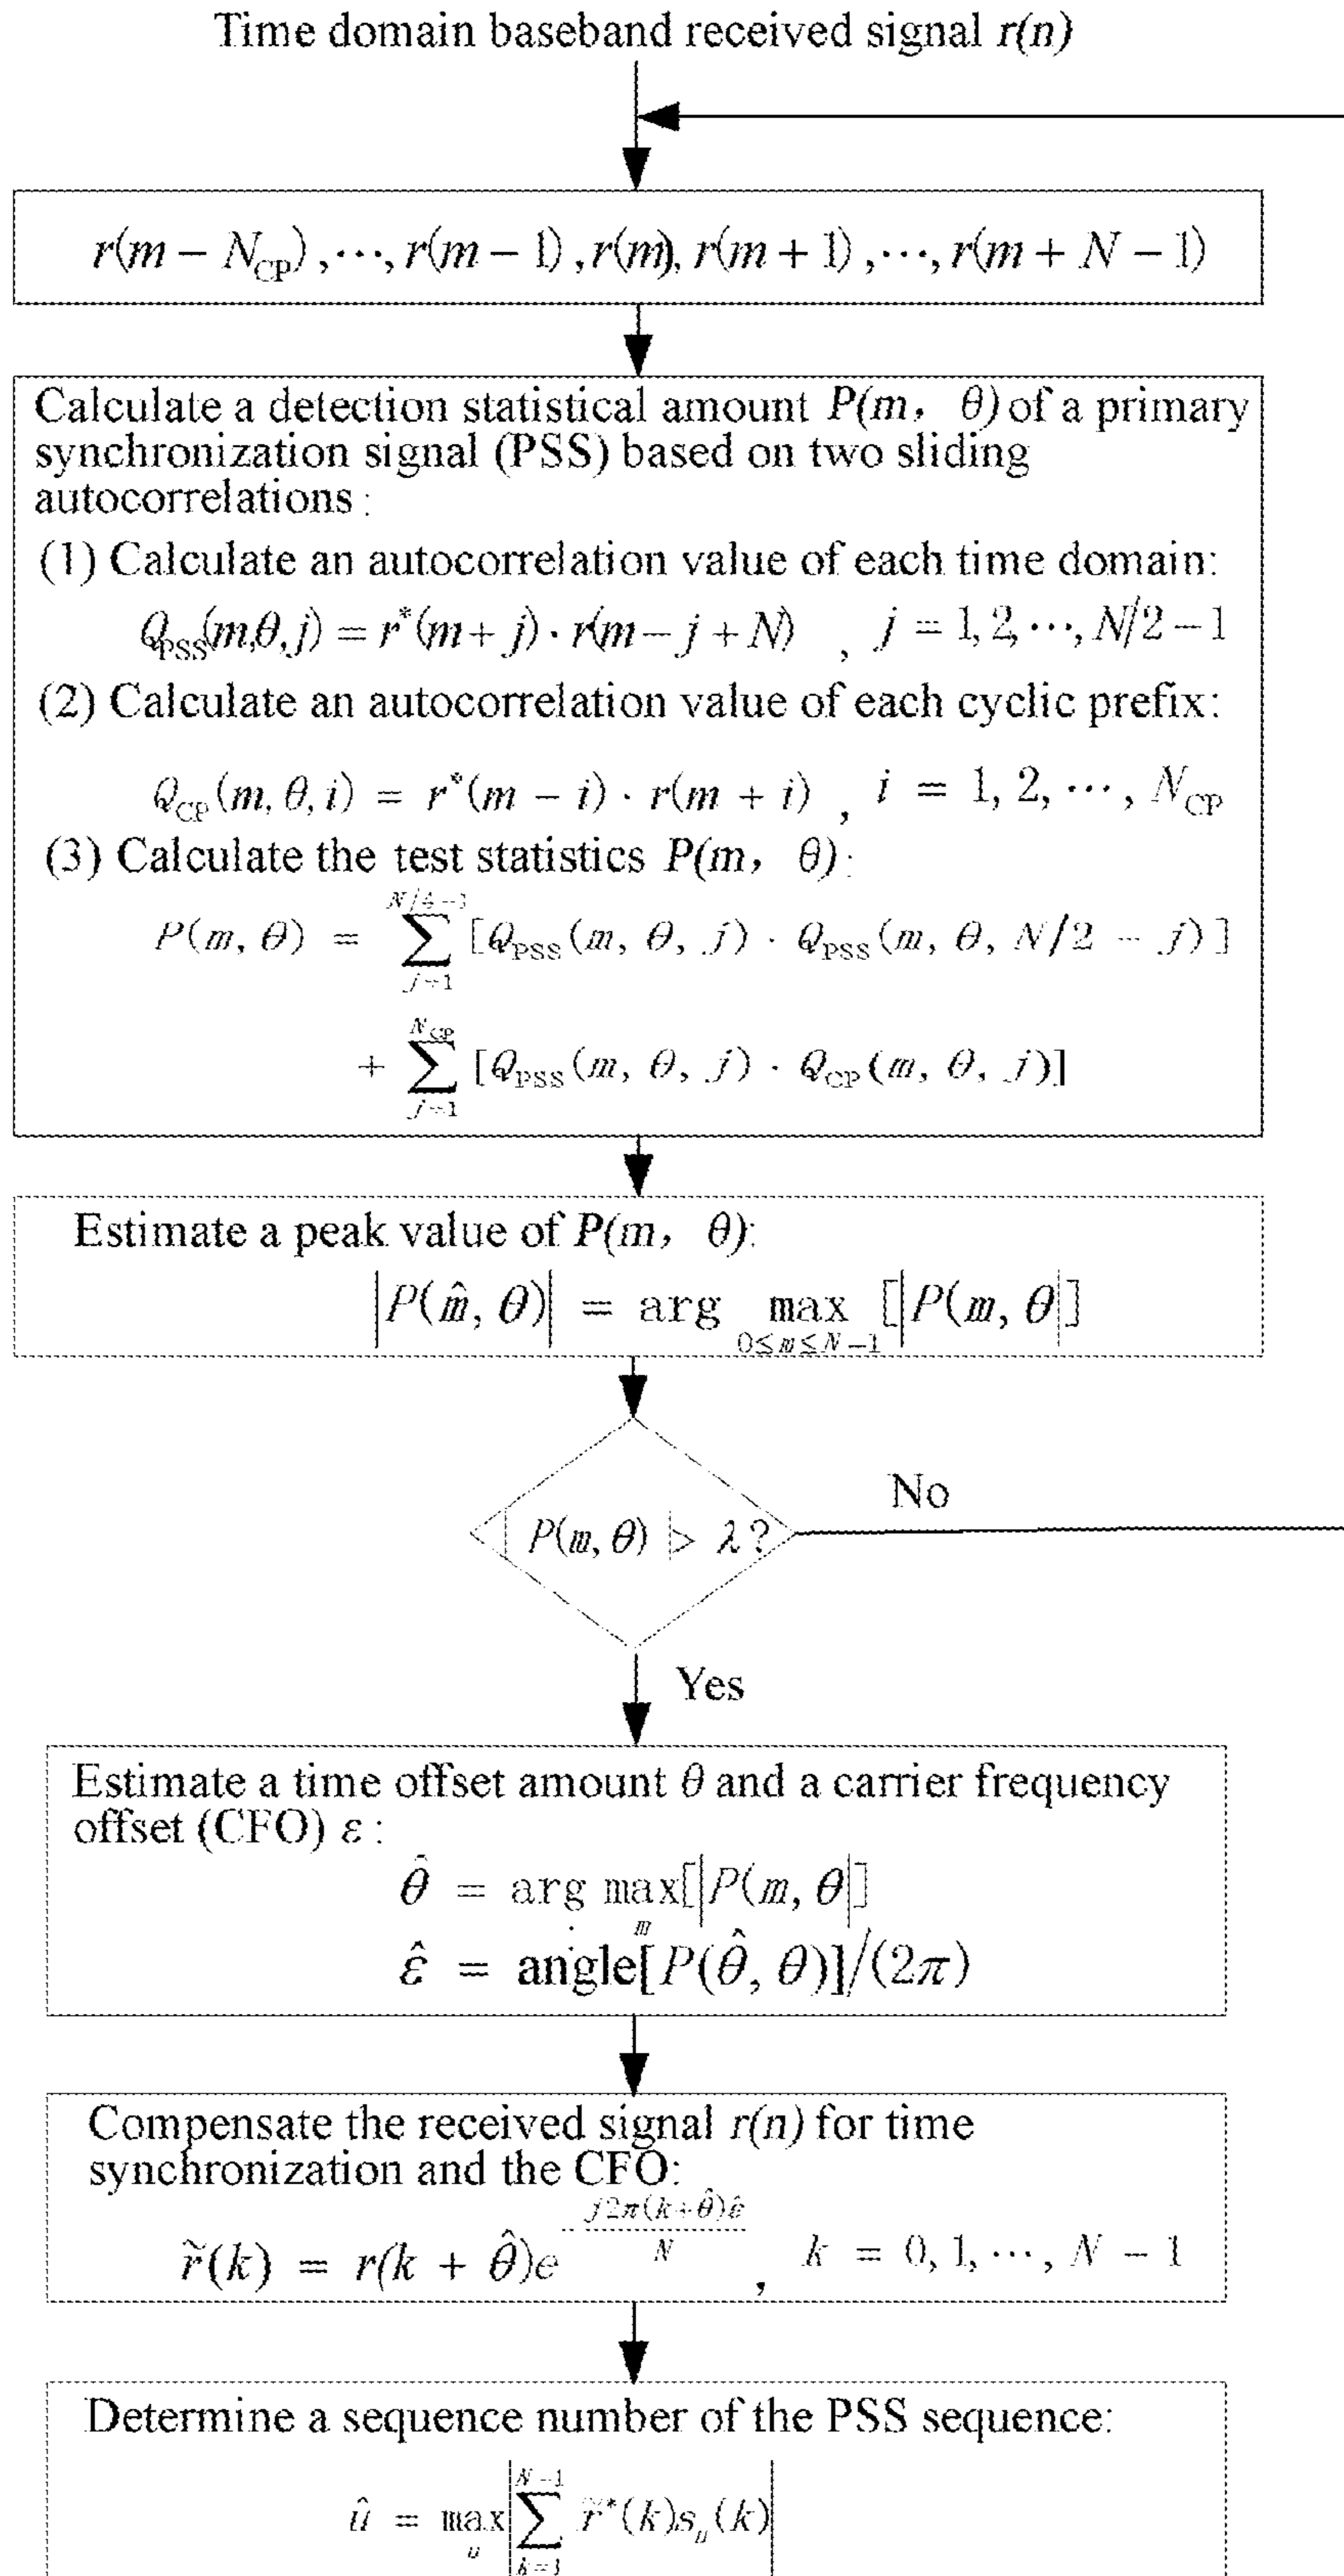 Time domain baseband received signal r(n)
r(m − N_CP) ,⋯, r(m − 1) , r(m), r(m + 1) ,⋯, r(m + N − 1)
Calculate a detection statistical amount P(m, θ) of a primary
synchronization signal (PSS) based on two sliding
autocorrelations:
(1) Calculate an autocorrelation value of each time domain:
Q_PSS(m,θ,j) = r*(m + j) · r(m − j + N) , j = 1, 2, ⋯, N/2 − 1
(2) Calculate an autocorrelation value of each cyclic prefix:
Q_CP(m, θ, i) = r*(m − i) · r(m + i) , i = 1, 2, ⋯, N_CP
(3) Calculate the test statistics P(m, θ):
P(m, θ) = ∑_{j=1}^{N/4−1} [Q_PSS(m, θ, j) · Q_PSS(m, θ, N/2 − j)]
+ ∑_{j=1}^{N_CP} [Q_PSS(m, θ, j) · Q_CP(m, θ, j)]
Estimate a peak value of P(m, θ):
|P(m̂, θ)| = arg max_{0≤m≤N−1} [|P(m, θ|]
| P(m, θ) |> λ?
No
Yes
Estimate a time offset amount θ and a carrier frequency
offset (CFO) ε:
θ̂ = arg max_m [|P(m, θ|]
ε̂ = angle[P(θ̂, θ)]/(2π)
Compensate the received signal r(n) for time
synchronization and the CFO:
r̃(k) = r(k + θ̂)e^{−j2π(k+θ̂)ε̂/N} , k = 0, 1, ⋯, N − 1
Determine a sequence number of the PSS sequence:
û = max_u |∑_{k=1}^{N−1} r̃*(k)s_u(k)|